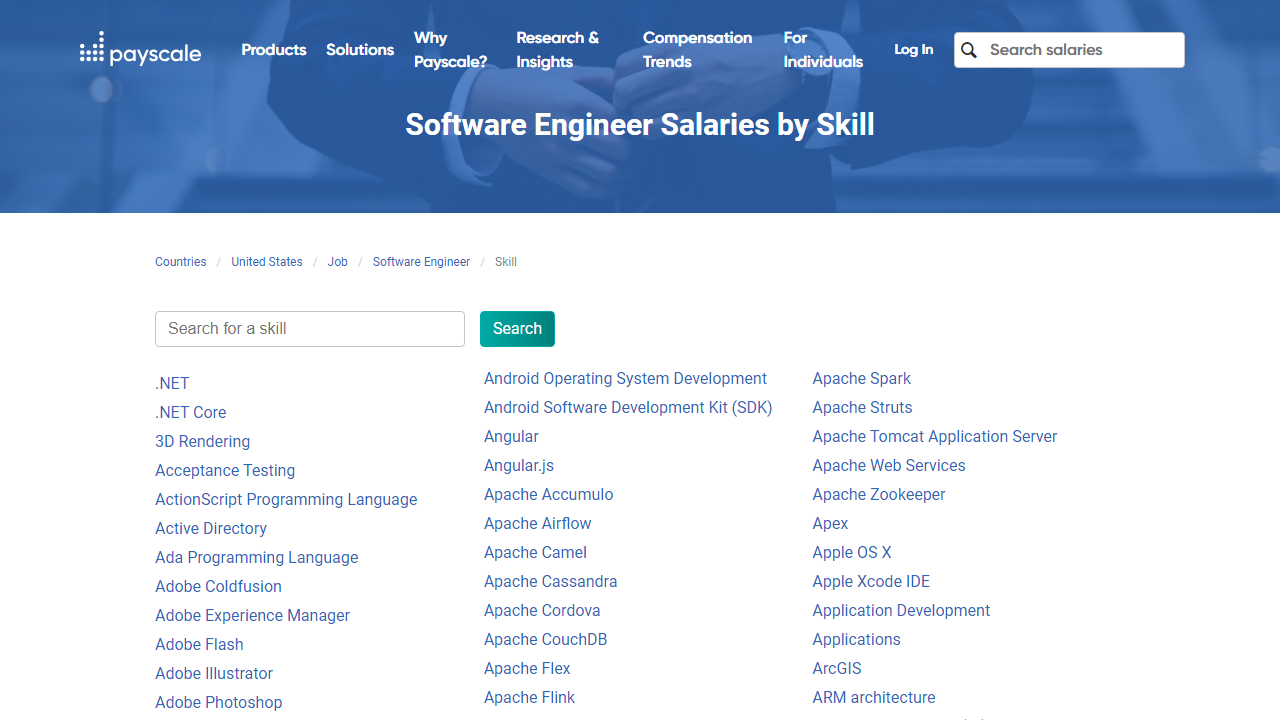 payscale
Products
Solutions
Why
Payscale?
Research &
Insights
Compensation
Trends
For
Individuals
Log In
Search salaries
Software Engineer Salaries by Skill
Countries / United States / Job / Software Engineer / Skill
Search for a skill
Search
.NET
.NET Core
3D Rendering
Acceptance Testing
ActionScript Programming Language
Active Directory
Ada Programming Language
Adobe Coldfusion
Adobe Experience Manager
Adobe Flash
Adobe Illustrator
Adobe Photoshop
Android Operating System Development
Android Software Development Kit (SDK)
Angular
Angular.js
Apache Accumulo
Apache Airflow
Apache Camel
Apache Cassandra
Apache Cordova
Apache CouchDB
Apache Flex
Apache Flink
Apache Spark
Apache Struts
Apache Tomcat Application Server
Apache Web Services
Apache Zookeeper
Apex
Apple OS X
Apple Xcode IDE
Application Development
Applications
ArcGIS
ARM architecture